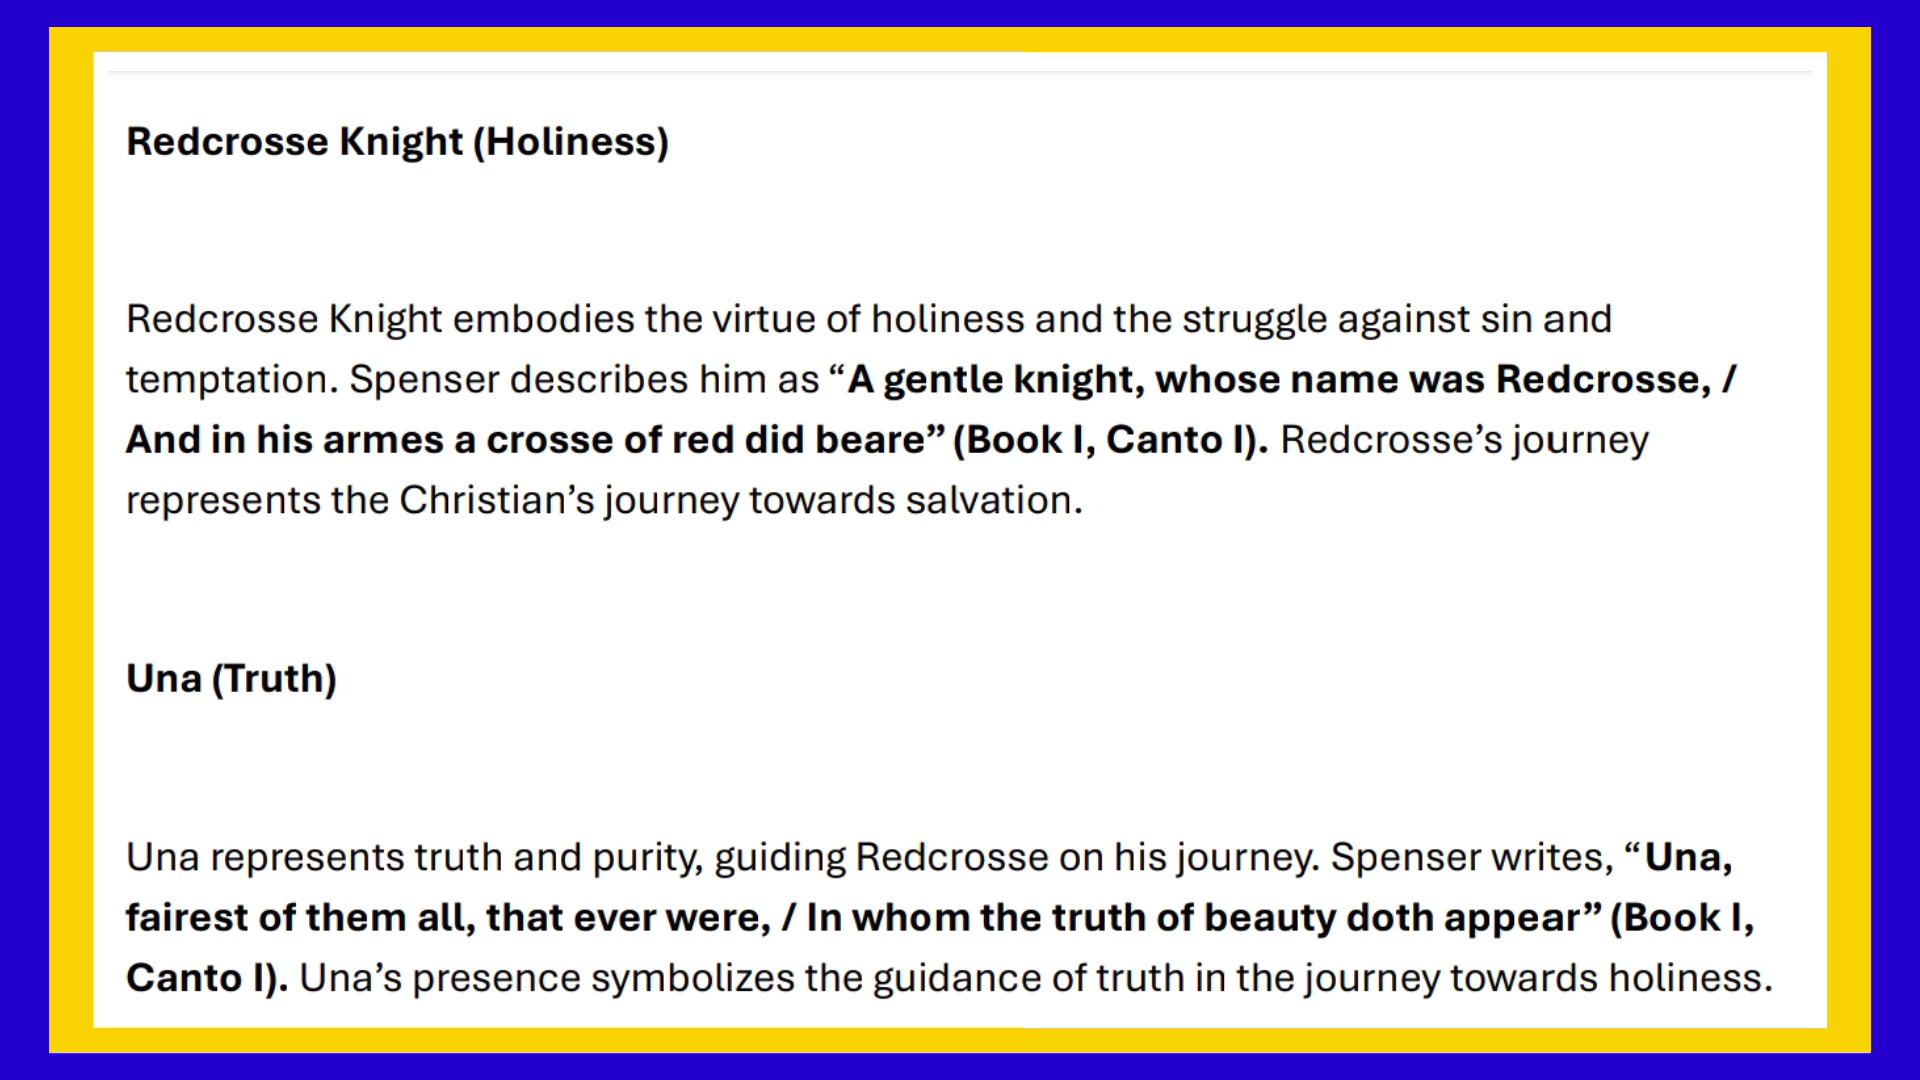 Redcrosse Knight (Holiness)
Redcrosse Knight embodies the virtue of holiness and the struggle against sin and
temptation. Spenser describes him as “A gentle knight, whose name was Redcrosse, /
And in his armes a crosse of red did beare” (Book I, Canto I). Redcrosse’s journey
represents the Christian’s journey towards salvation.
Una (Truth)
Una represents truth and purity, guiding Redcrosse on his journey. Spenser writes, “Una,
fairest of them all, that ever were, / In whom the truth of beauty doth appear” (Book I,
Canto I). Una’s presence symbolizes the guidance of truth in the journey towards holiness.